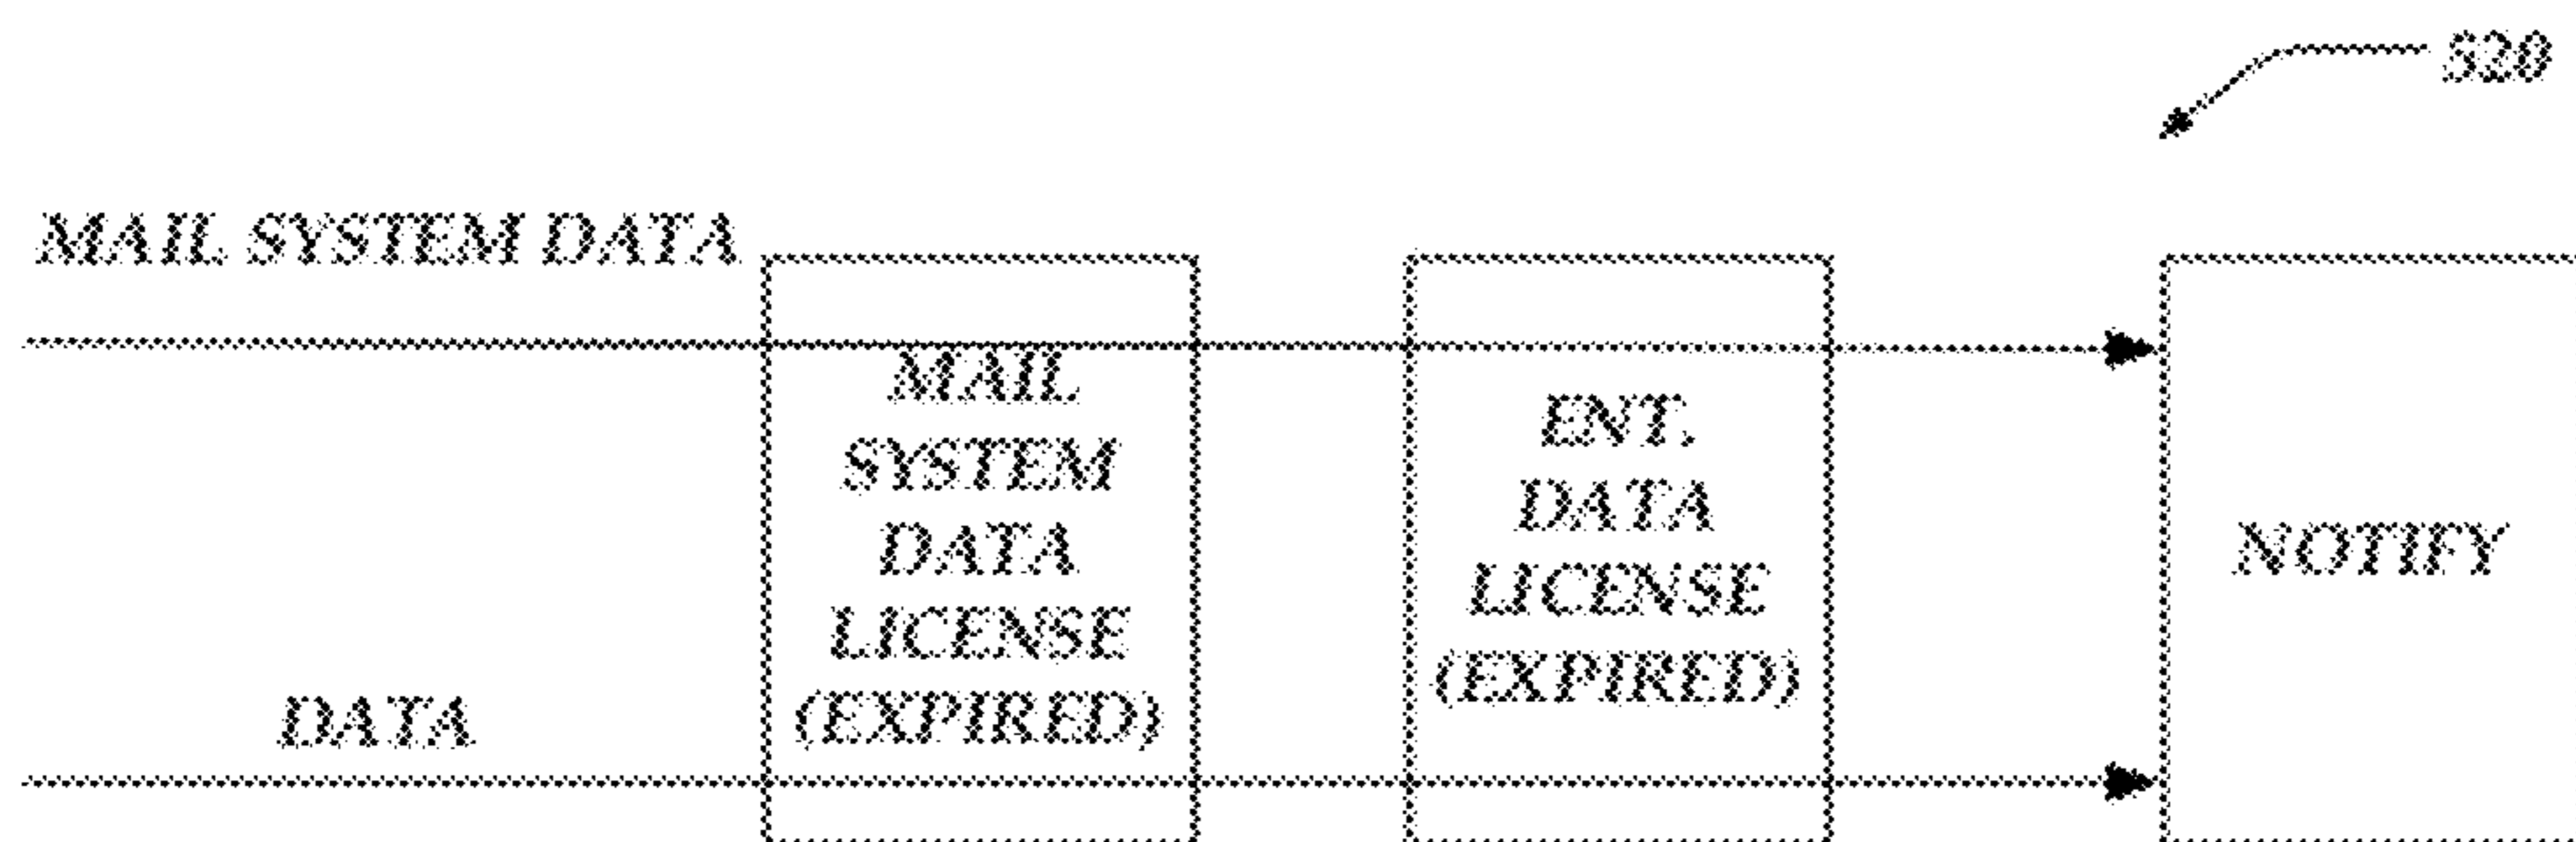 520
MAIL SYSTEM DATA
MAIL
SYSTEM
DATA
LICENSE
(EXPIRED)
ENT.
DATA
LICENSE
(EXPIRED)
NOTIFY
DATA